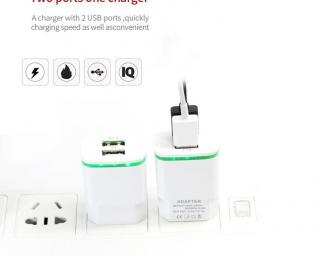 Two ports one charger
A charger with 2 USB ports ,quickly
charging speed as well asconvenient
IQ
ADAPTER